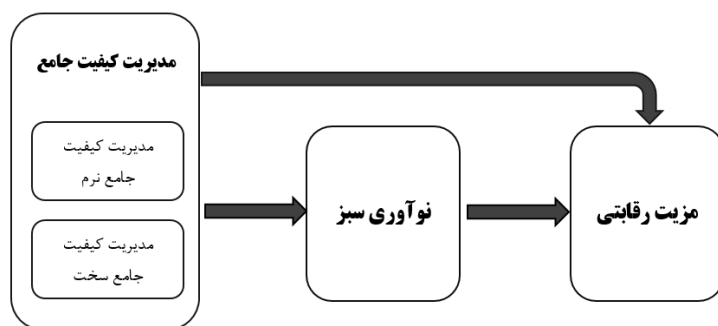 مدیریت کیفیت جامع
مدیریت کیفیت
جامع نرم
مدیریت کیفیت
جامع سخت
نوآوری سبز
مزیت رقابتی